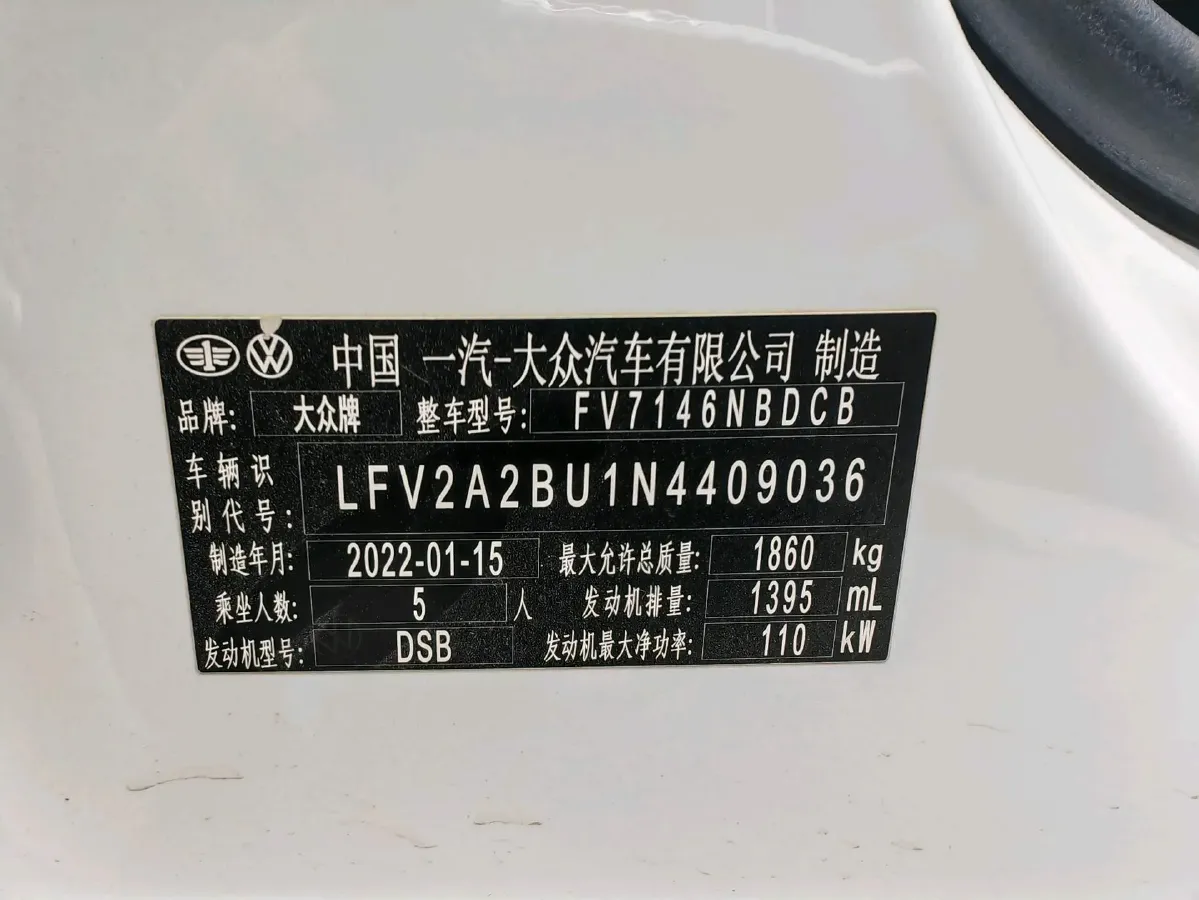 中国 一汽-大众汽车有限公司 制造
品牌: 大众牌 整车型号: FV7146NBDCB
车辆识别代号: LFV2A2BU1N4409036
制造年月: 2022-01-15 最大允许总质量: 1860 kg
乘坐人数: 5 人 发动机排量: 1395 mL
发动机型号: DSB 发动机最大净功率: 110 kW